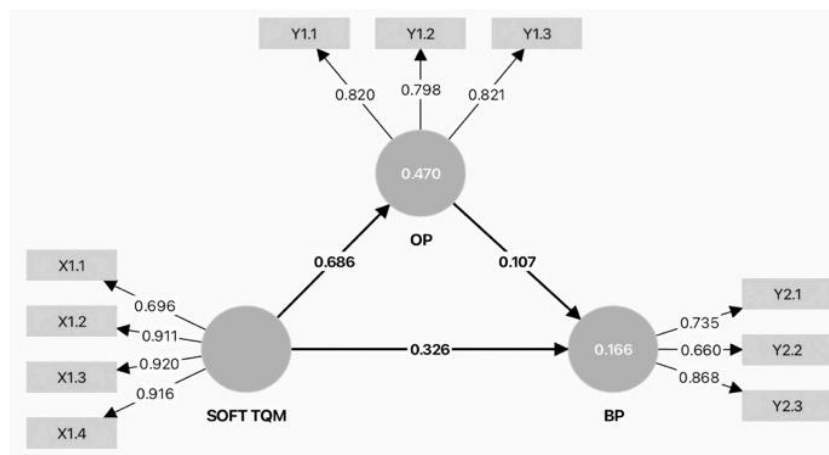 Y1.1
Y1.2
Y1.3
0.820
0.798
0.821
0.470
OP
0.686
0.107
X1.1
X1.2
X1.3
X1.4
0.696
0.911
0.920
0.916
SOFT TQM
0.326
0.166
BP
0.735
0.660
0.868
Y2.1
Y2.2
Y2.3